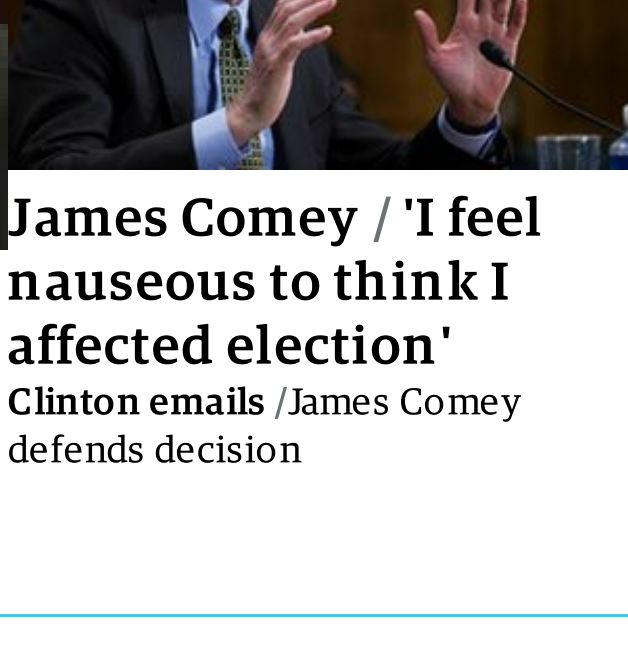 James Comey / 'I feel
nauseous to think I
affected election'
Clinton emails /James Comey
defends decision